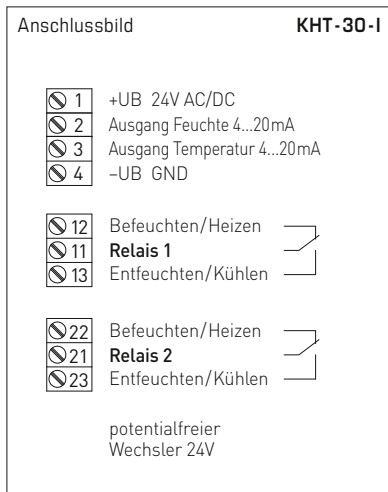 Anschlussbild KHT-30-I
1 +UB 24V AC/DC
2 Ausgang Feuchte 4...20mA
3 Ausgang Temperatur 4...20mA
4 –UB GND
12 Befeuchten/Heizen
11 Relais 1
13 Entfeuchten/Kühlen
22 Befeuchten/Heizen
21 Relais 2
23 Entfeuchten/Kühlen
potentialfreier
Wechsler 24V